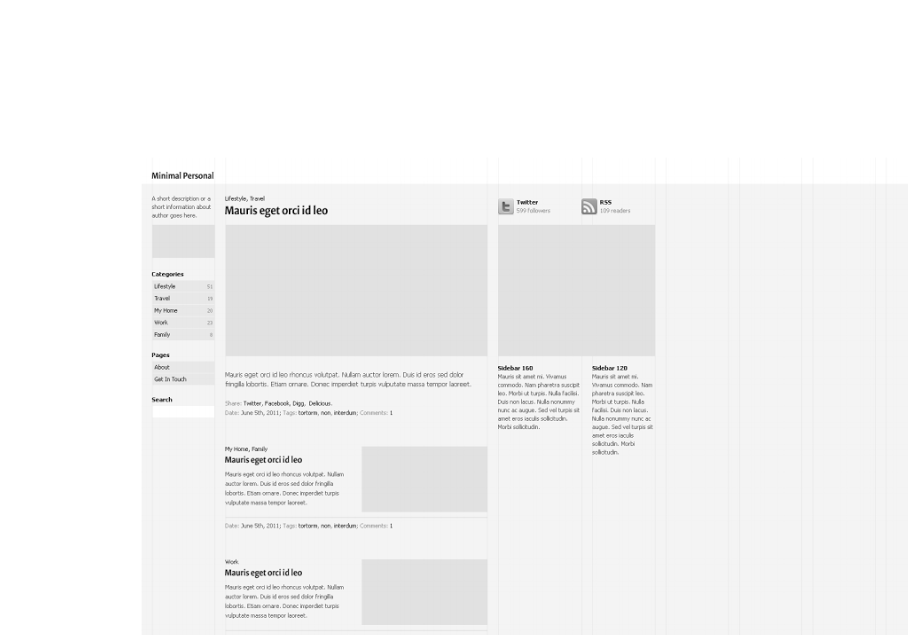 Minimal Personal
A short description or a
short information about
author goes here.
Categories
Lifestyle 51
Travel 19
My Home 28
Work 23
Family 8
Pages
About
Get In Touch
Search
Lifestyle, Travel
Mauris eget orci id leo
Mauris eget orci id leo rhoncus volutpat. Nullam auctor lorem. Duis id eros sed dolor
fringilla lobortis. Etiam ornare. Donec imperdiet turpis vulputate massa tempor laoreet.
Share: Twitter, Facebook, Digg, Delicious.
Date: June 5th, 2011; Tags: tortorm, non, interdum; Comments: 1
My Home, Family
Mauris eget orci id leo
Mauris eget orci id leo rhoncus volutpat. Nullam
auctor lorem. Duis id eros sed dolor fringilla
lobortis. Etiam ornare. Donec imperdiet turpis
vulputate massa tempor laoreet.
Date: June 5th, 2011; Tags: tortorm, non, interdum; Comments: 1
Work
Mauris eget orci id leo
Mauris eget orci id leo rhoncus volutpat. Nullam
auctor lorem. Duis id eros sed dolor fringilla
lobortis. Etiam ornare. Donec imperdiet turpis
vulputate massa tempor laoreet.
Twitter
599 followers
RSS
109 readers
Sidebar 160
Mauris sit amet mi. Vivamus
commodo. Nam pharetra suscipit
leo. Morbi ut turpis. Nulla facilisi.
Duis non lacus. Nulla nonummy
nunc ac augue. Sed vel turpis sit
amet eros iaculis sollicitudin.
Morbi sollicitudin.
Sidebar 120
Mauris sit amet mi.
Vivamus commodo. Nam
pharetra suscipit leo.
Morbi ut turpis. Nulla
facilisi. Duis non lacus.
Nulla nonummy nunc ac
augue. Sed vel turpis sit
amet eros iaculis
sollicitudin. Morbi
sollicitudin.